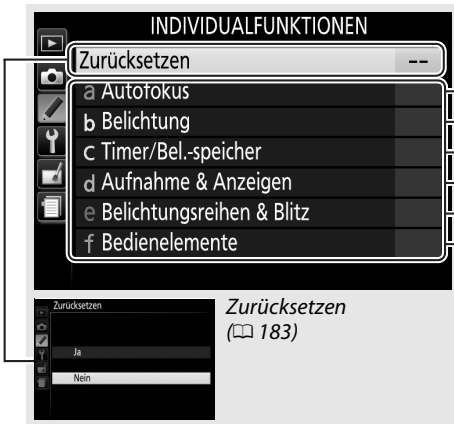 INDIVIDUALFUNKTIONEN
Zurücksetzen --
a Autofokus
b Belichtung
c Timer/Bel.-speicher
d Aufnahme & Anzeigen
e Belichtungsreihen & Blitz
f Bedienelemente
Zurücksetzen
Ja
Nein
Zurücksetzen
(📖 183)